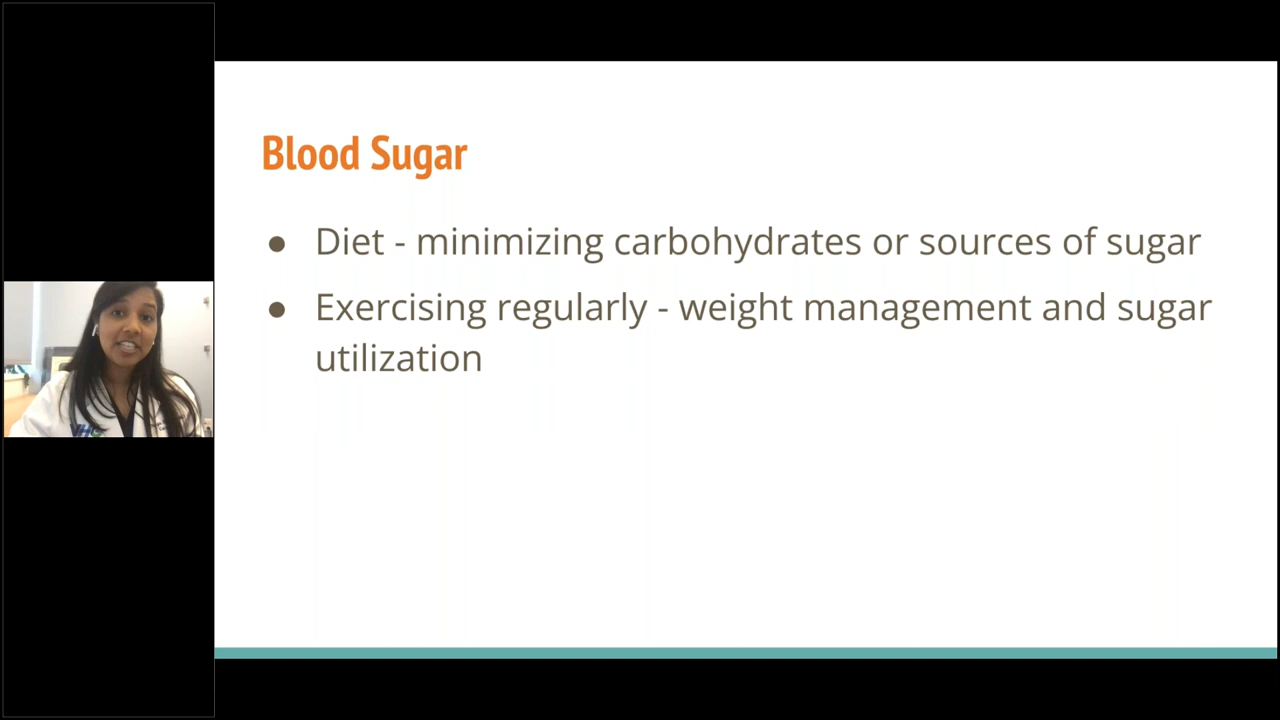 Blood Sugar
● Diet - minimizing carbohydrates or sources of sugar
● Exercising regularly - weight management and sugar
utilization